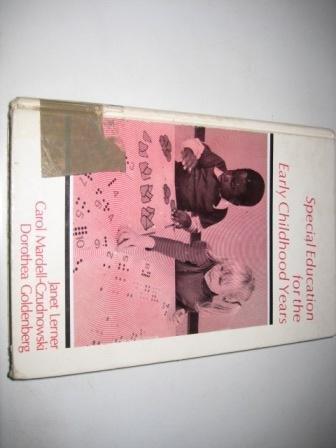 Special Education
for the
Early Childhood Years
Janet Lerner
Carol Mardell-Czudnowski
Dorothea Goldenberg